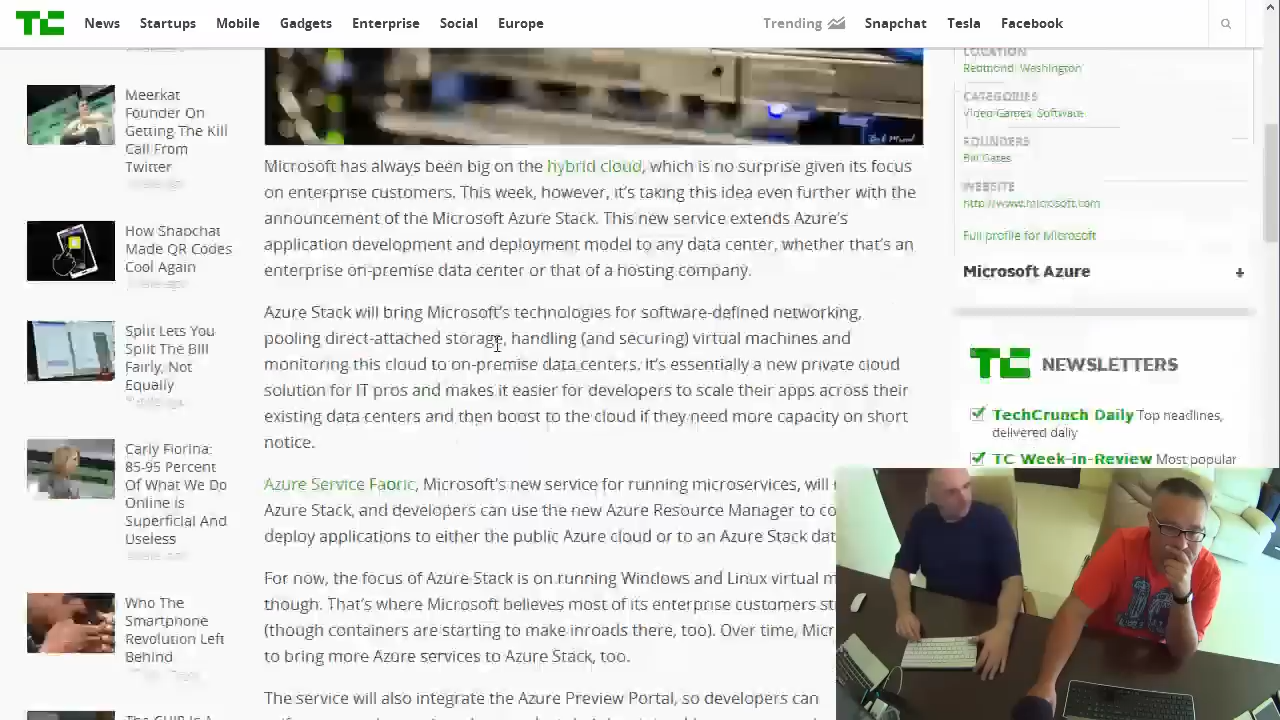 TC News Startups Mobile Gadgets Enterprise Social Europe Trending Snapchat Tesla Facebook
Meerkat
Founder On
Getting The Kill
Call From
Twitter
How Snapchat
Made QR Codes
Cool Again
Split Lets You
Split The Bill
Fairly, Not
Equally
Carly Fiorina:
85-95 Percent
Of What We Do
Online Is
Superficial And
Useless
Who The
Smartphone
Revolution Left
Behind
Microsoft has always been big on the hybrid cloud, which is no surprise given its focus
on enterprise customers. This week, however, it's taking this idea even further with the
announcement of the Microsoft Azure Stack. This new service extends Azure's
application development and deployment model to any data center, whether that's an
enterprise on-premise data center or that of a hosting company.
Azure Stack will bring Microsoft's technologies for software-defined networking,
pooling direct-attached storage, handling (and securing) virtual machines and
monitoring this cloud to on-premise data centers. It's essentially a new private cloud
solution for IT pros and makes it easier for developers to scale their apps across their
existing data centers and then boost to the cloud if they need more capacity on short
notice.
Azure Service Fabric, Microsoft's new service for running microservices, will
Azure Stack, and developers can use the new Azure Resource Manager to co
deploy applications to either the public Azure cloud or to an Azure Stack dat
For now, the focus of Azure Stack is on running Windows and Linux virtual m
though. That's where Microsoft believes most of its enterprise customers sti
(though containers are starting to make inroads there, too). Over time, Micr
to bring more Azure services to Azure Stack, too.
The service will also integrate the Azure Preview Portal, so developers can
LOCATION
Redmond, Washington
CATEGORIES
Video Games, Software
FOUNDERS
Bill Gates
WEBSITE
http://www.microsoft.com
Full profile for Microsoft
Microsoft Azure +
TC NEWSLETTERS
TechCrunch Daily Top headlines,
delivered daily
TC Week-in-Review Most popular